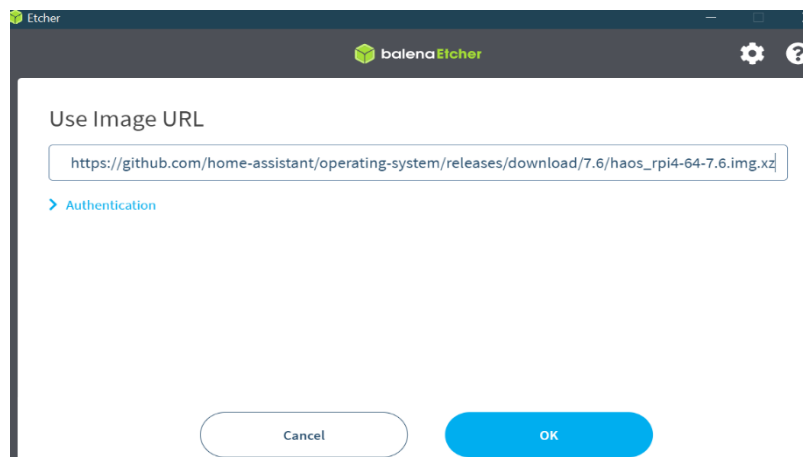 Etcher
balenaEtcher
Use Image URL
https://github.com/home-assistant/operating-system/releases/download/7.6/haos_rpi4-64-7.6.img.xz
Authentication
Cancel
OK